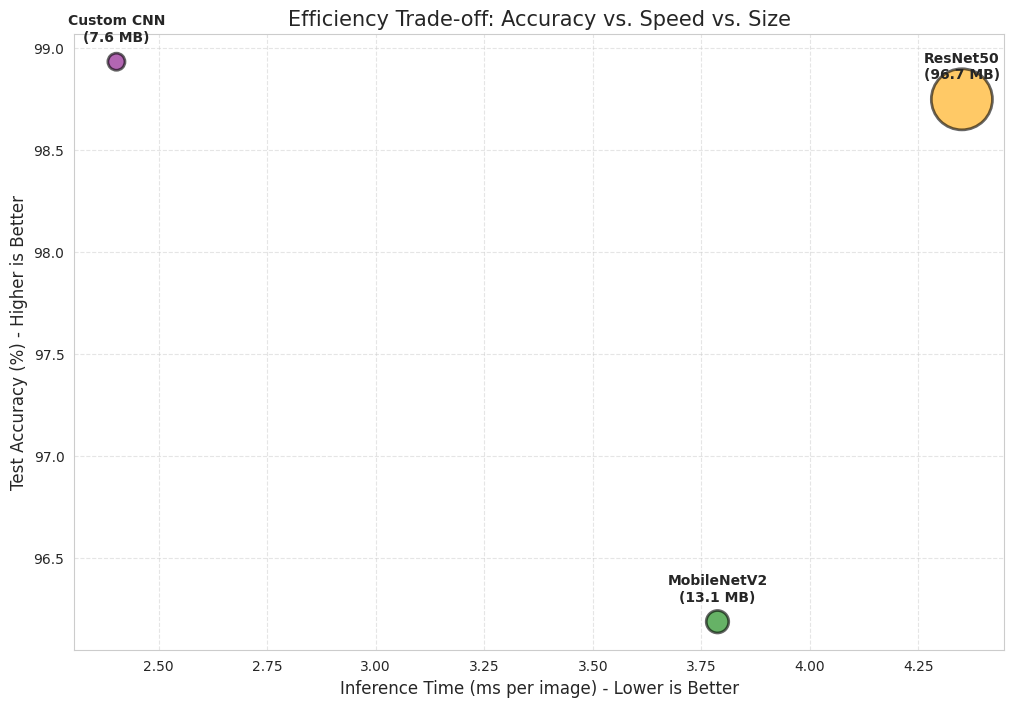 Efficiency Trade-off: Accuracy vs. Speed vs. Size
Custom CNN
(7.6 MB)
ResNet50
(96.7 MB)
MobileNetV2
(13.1 MB)
Test Accuracy (%) - Higher is Better
99.0
98.5
98.0
97.5
97.0
96.5
2.50 2.75 3.00 3.25 3.50 3.75 4.00 4.25
Inference Time (ms per image) - Lower is Better